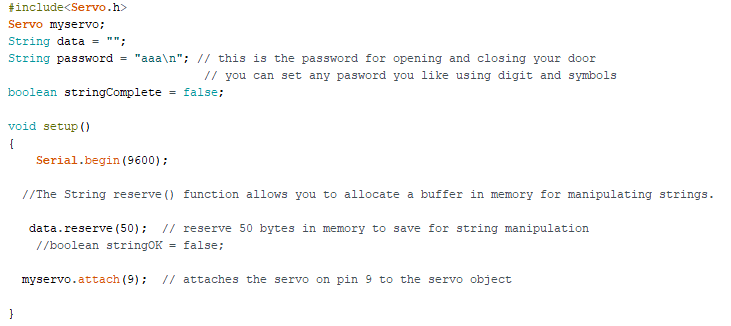 #include<Servo.h>
Servo myservo;
String data = "";
String password = "aaa\n"; // this is the password for opening and closing your door
// you can set any pasword you like using digit and symbols
boolean stringComplete = false;
void setup()
{
Serial.begin(9600);
//The String reserve() function allows you to allocate a buffer in memory for manipulating strings.
data.reserve(50); // reserve 50 bytes in memory to save for string manipulation
//boolean stringOK = false;
myservo.attach(9); // attaches the servo on pin 9 to the servo object
}